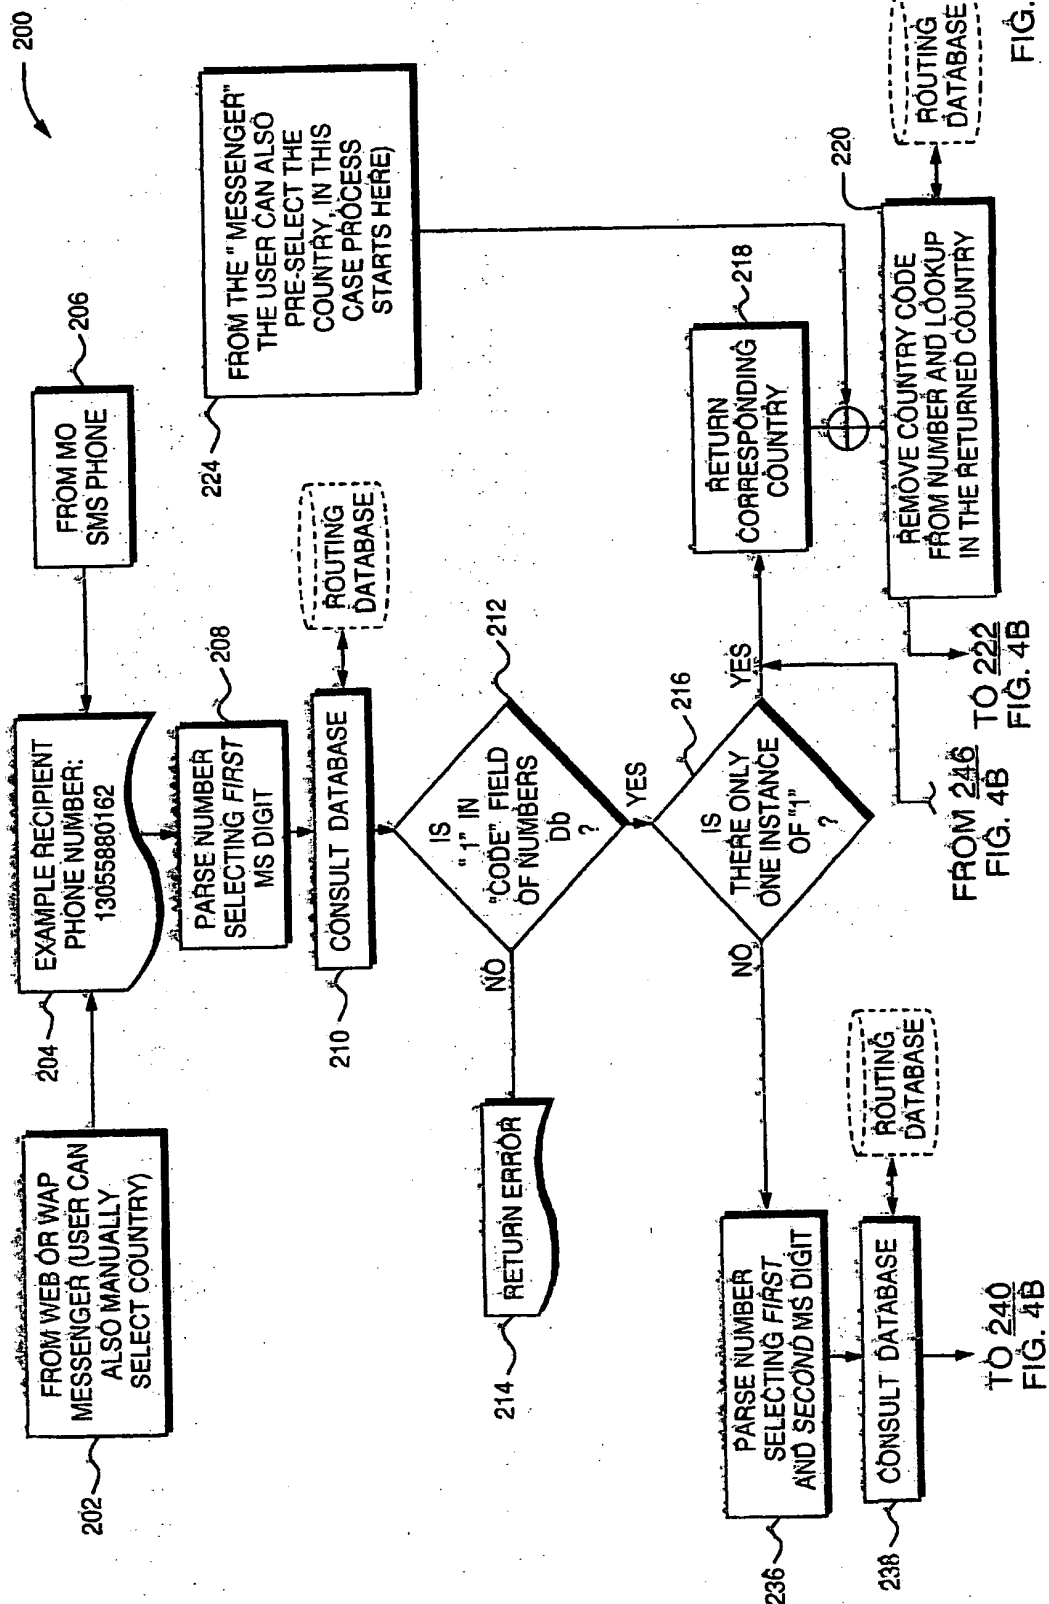 200
FROM WEB OR WAP
MESSENGER (USER CAN
ALSO MANUALLY
SELECT COUNTRY)
202
204
EXAMPLE RECIPIENT
PHONE NUMBER:
13055880162
FROM MO
SMS PHONE
206
FROM THE "MESSENGER"
THE USER CAN ALSO
PRE-SELECT THE
COUNTRY, IN THIS
CASE PROCESS
STARTS HERE)
224
PARSE NUMBER
SELECTING FIRST
MS DIGIT
208
210
CONSULT DATABASE
ROUTING
DATABASE
IS
"1" IN
"CODE" FIELD
OF NUMBERS
Db
?
212
NO
RETURN ERROR
214
YES
IS
THERE ONLY
ONE INSTANCE
OF "1"
?
216
YES
RETURN
CORRESPONDING
COUNTRY
218
REMOVE COUNTRY CODE
FROM NUMBER AND LOOKUP
IN THE RETURNED COUNTRY
220
ROUTING
DATABASE
TO 222
FIG. 4B
FROM 246
FIG. 4B
NO
PARSE NUMBER
SELECTING FIRST
AND SECOND MS DIGIT
236
CONSULT DATABASE
238
ROUTING
DATABASE
TO 240
FIG. 4B
FIG.